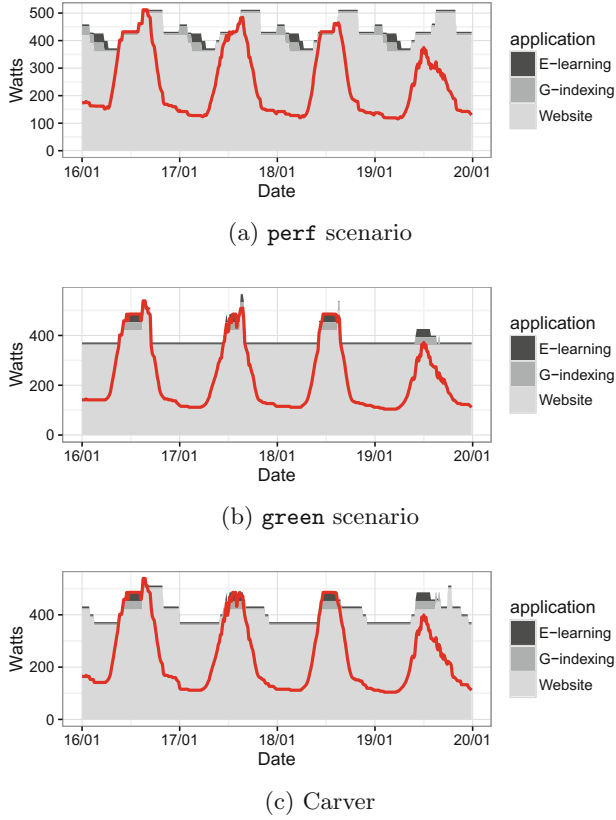 500
400
300
200
100
0
Watts
16/01 17/01 18/01 19/01 20/01
Date
application
E-learning
G-indexing
Website
(a) perf scenario
400
200
0
Watts
16/01 17/01 18/01 19/01 20/01
Date
application
E-learning
G-indexing
Website
(b) green scenario
400
200
0
Watts
16/01 17/01 18/01 19/01 20/01
Date
application
E-learning
G-indexing
Website
(c) Carver